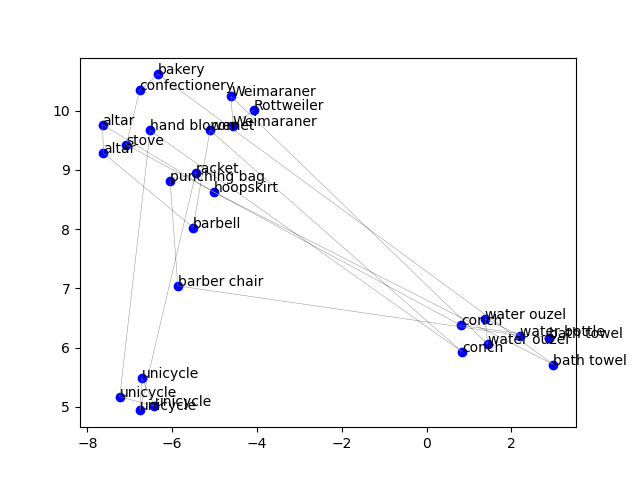 bakery
confectionery
Weimaraner
Rottweiler
altar
hand blower
Weimaraner
stove
altar
racket
punching bag
hoopskirt
barbell
barber chair
water ouzel
conch
water bottle
bath towel
water ouzel
conch
bath towel
unicycle
unicycle
unicycle
unicycle
10
9
8
7
6
5
−8
−6
−4
−2
0
2